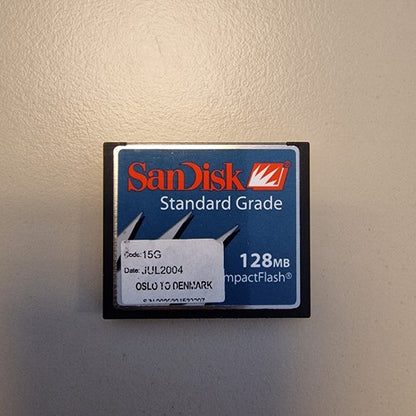 SanDisk
Standard Grade
Code: 15G
Date: JUL2004
OSLO TO DENMARK
128MB
mpactFlash®